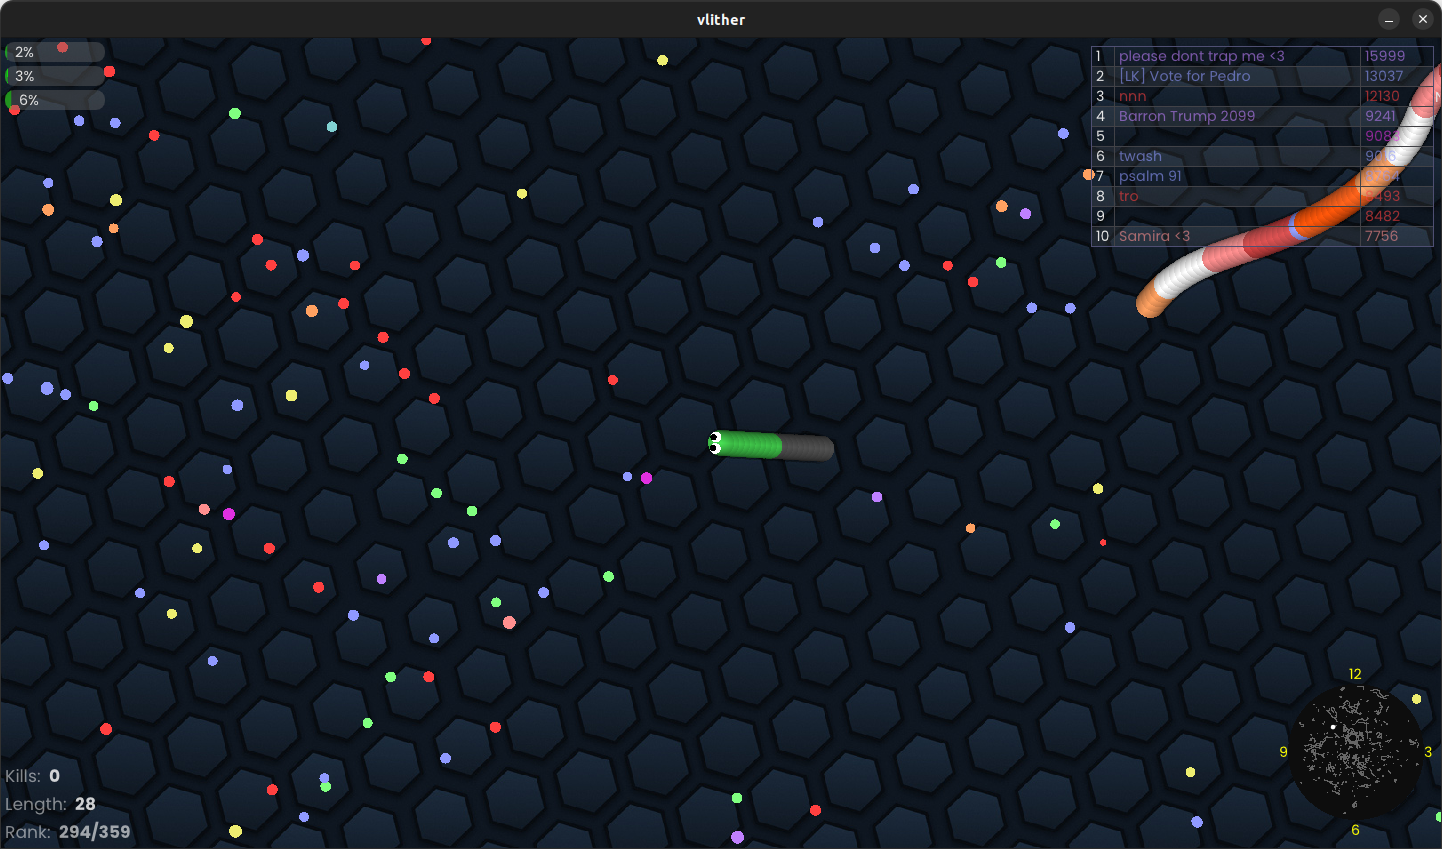 vlither
2%
3%
6%
1 please dont trap me <3 15999
2 [LK] Vote for Pedro 13037
3 nnn 12130
4 Barron Trump 2099 9241
5
6 twash
7 psalm 91
8 tro 8493
9 8482
10 Samira <3 7756
12
9 3
6
Kills: 0
Length: 28
Rank: 294/359